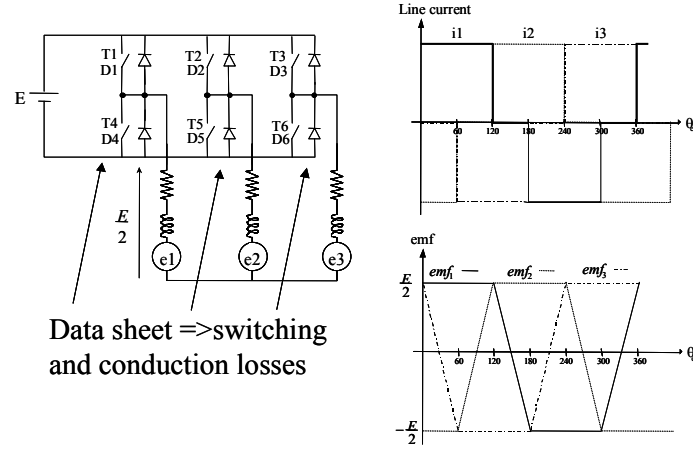 Line current
i1 i2 i3
60 120 180 240 300 360 θ
T1 D1
T2 D2
T3 D3
E
T4 D4
T5 D5
T6 D6
E/2
e1 e2 e3
Data sheet =>switching
and conduction losses
emf
E/2 emf1 emf2 emf3
60 120 180 240 300 360 θ
-E/2